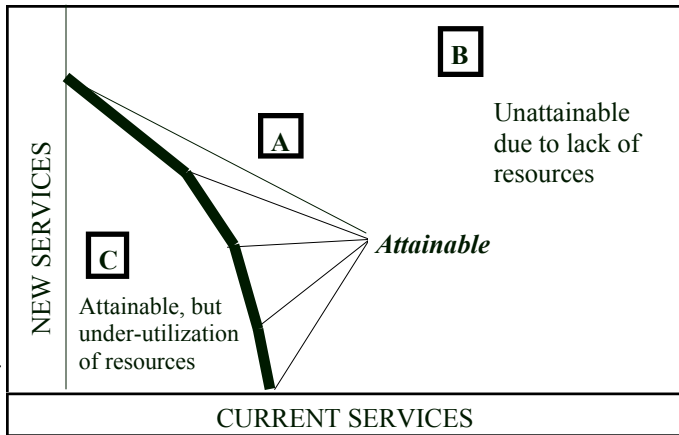 B
Unattainable
due to lack of
resources
A
NEW SERVICES
Attainable
C
Attainable, but
under-utilization
of resources
CURRENT SERVICES